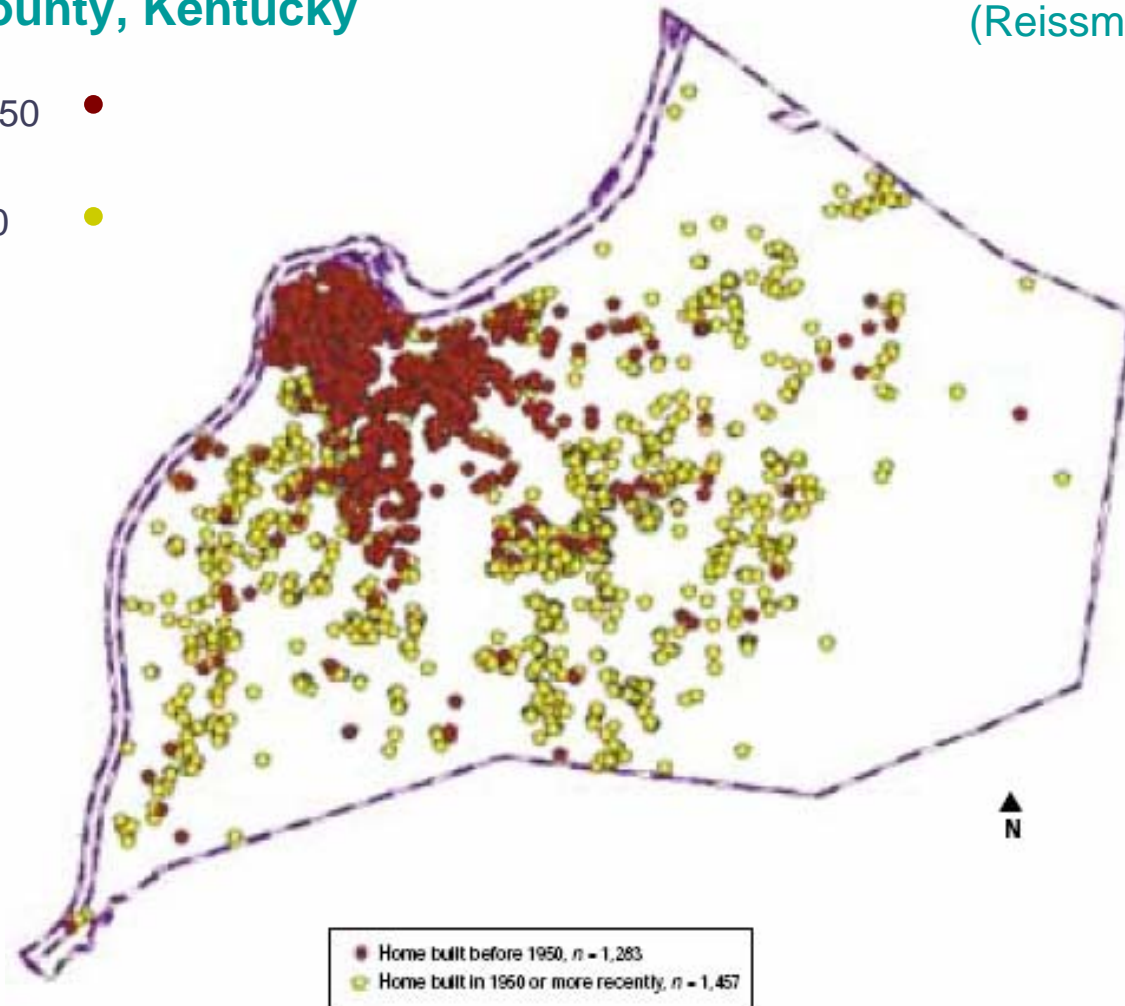 ounty, Kentucky
(Reissm
50
0
N
Home built before 1950, n = 1,283
Home built in 1950 or more recently, n = 1,457